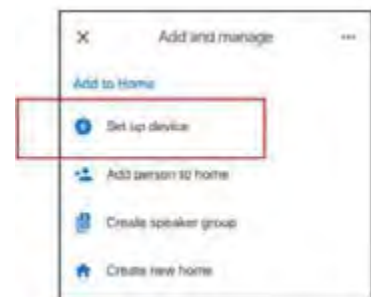 Add and manage
Add to Home
Set up device
Add person to home
Create speaker group
Create new home